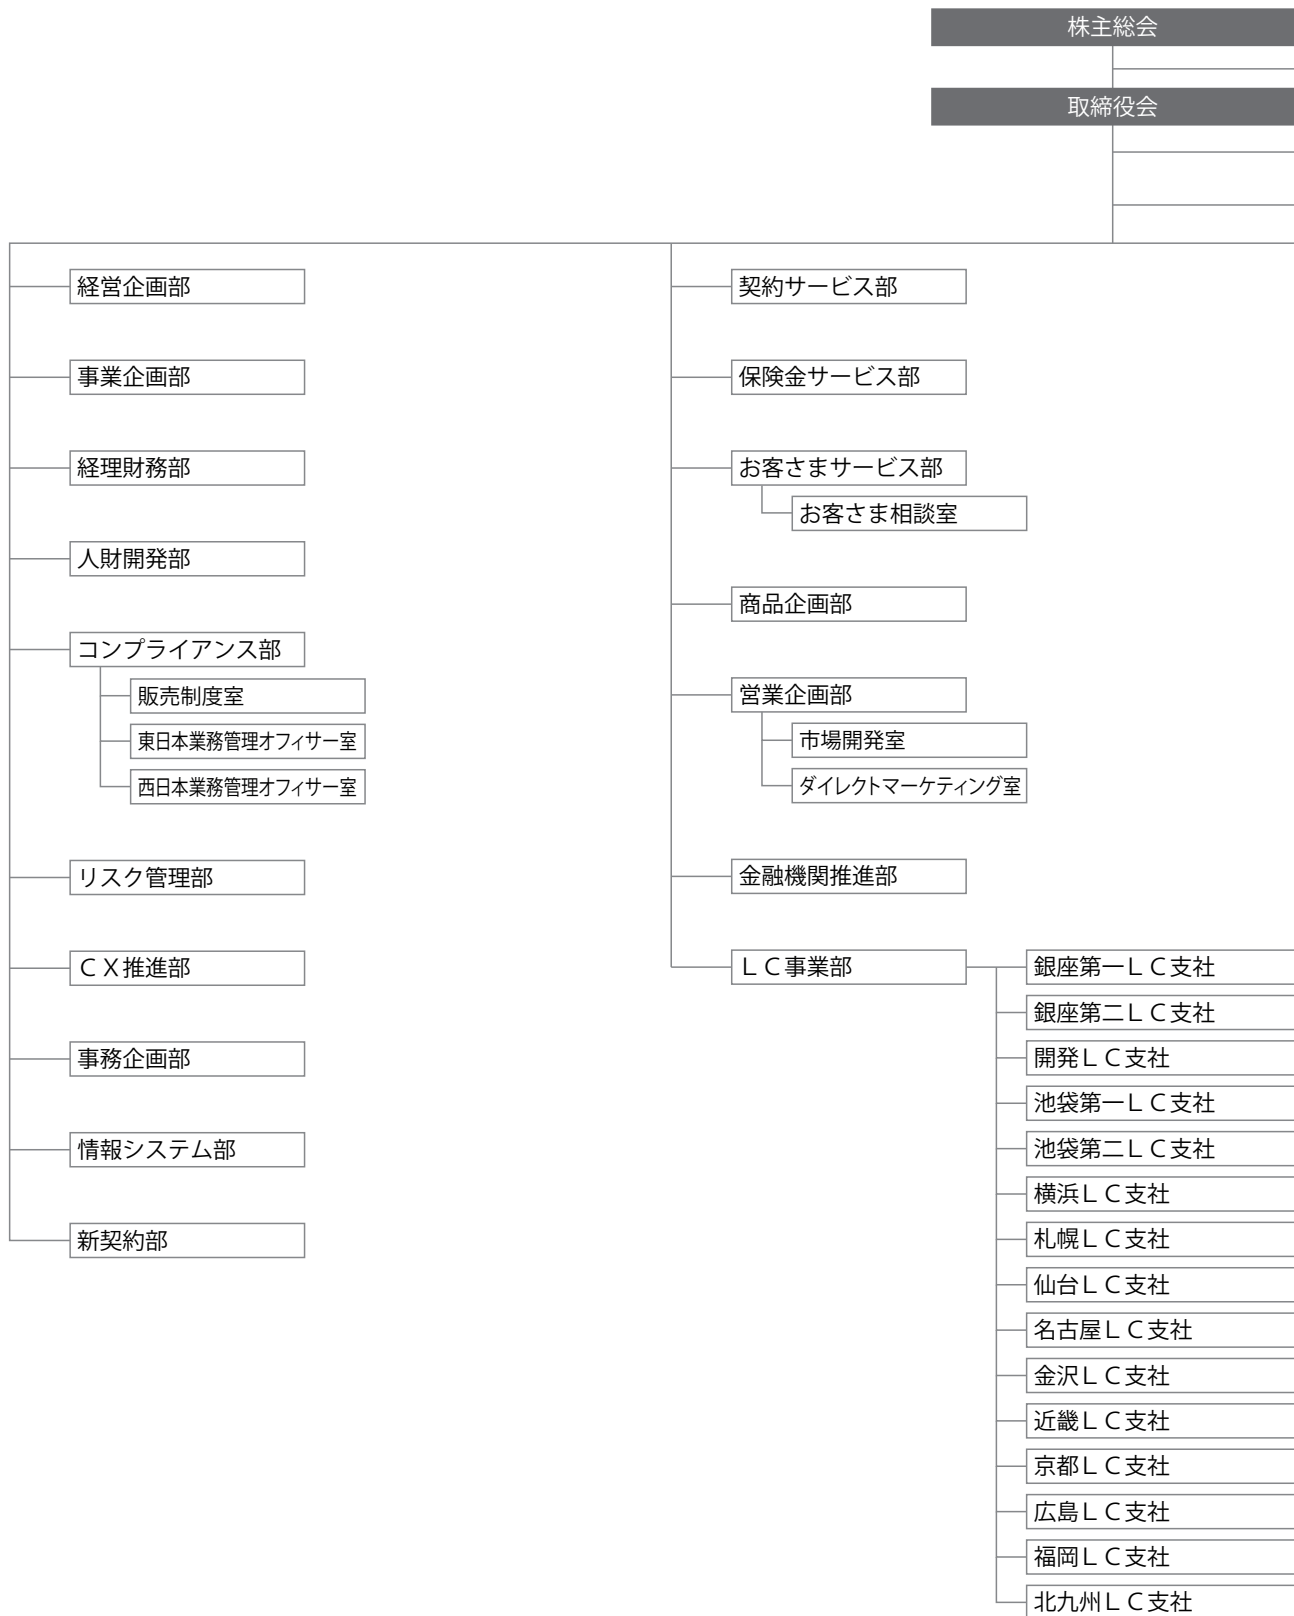 株主総会
取締役会
経営企画部
事業企画部
経理財務部
人財開発部
コンプライアンス部
販売制度室
東日本業務管理オフィサー室
西日本業務管理オフィサー室
リスク管理部
ＣＸ推進部
事務企画部
情報システム部
新契約部
契約サービス部
保険金サービス部
お客さまサービス部
お客さま相談室
商品企画部
営業企画部
市場開発室
ダイレクトマーケティング室
金融機関推進部
ＬＣ事業部
銀座第一ＬＣ支社
銀座第二ＬＣ支社
開発ＬＣ支社
池袋第一ＬＣ支社
池袋第二ＬＣ支社
横浜ＬＣ支社
札幌ＬＣ支社
仙台ＬＣ支社
名古屋ＬＣ支社
金沢ＬＣ支社
近畿ＬＣ支社
京都ＬＣ支社
広島ＬＣ支社
福岡ＬＣ支社
北九州ＬＣ支社